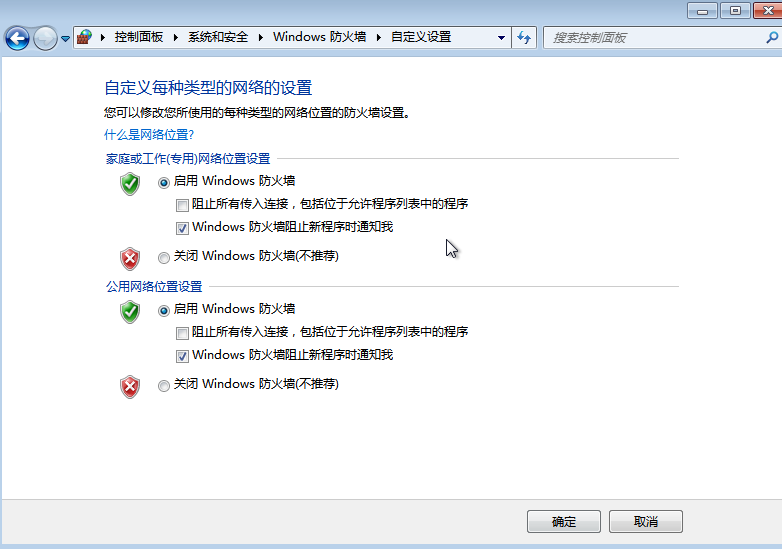 控制面板 系统和安全 Windows 防火墙 自定义设置 搜索控制面板
自定义每种类型的网络的设置
您可以修改您所使用的每种类型的网络位置的防火墙设置。
什么是网络位置?
家庭或工作(专用)网络位置设置
启用 Windows 防火墙
阻止所有传入连接，包括位于允许程序列表中的程序
Windows 防火墙阻止新程序时通知我
关闭 Windows 防火墙(不推荐)
公用网络位置设置
启用 Windows 防火墙
阻止所有传入连接，包括位于允许程序列表中的程序
Windows 防火墙阻止新程序时通知我
关闭 Windows 防火墙(不推荐)
确定 取消